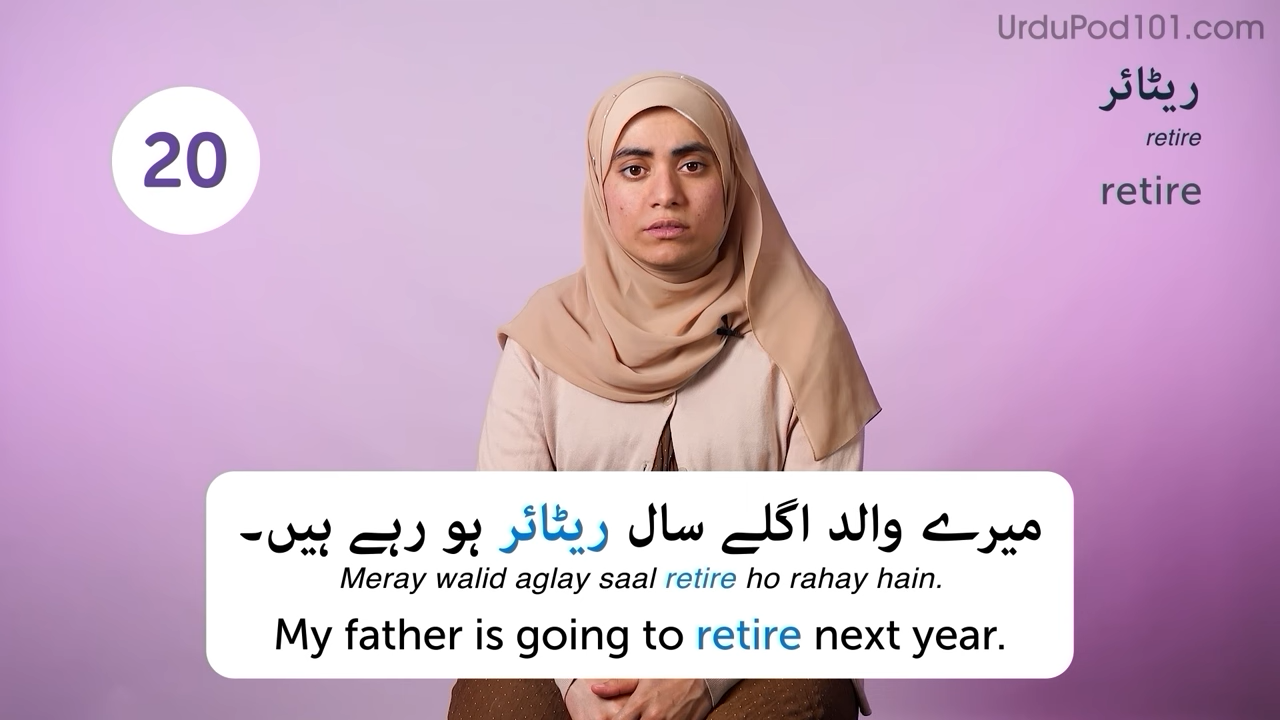 UrduPod101.com
ریٹائر
retire
retire
20
میرے والد اگلے سال ریٹائر ہو رہے ہیں۔
Meray walid aglay saal retire ho rahay hain.
My father is going to retire next year.